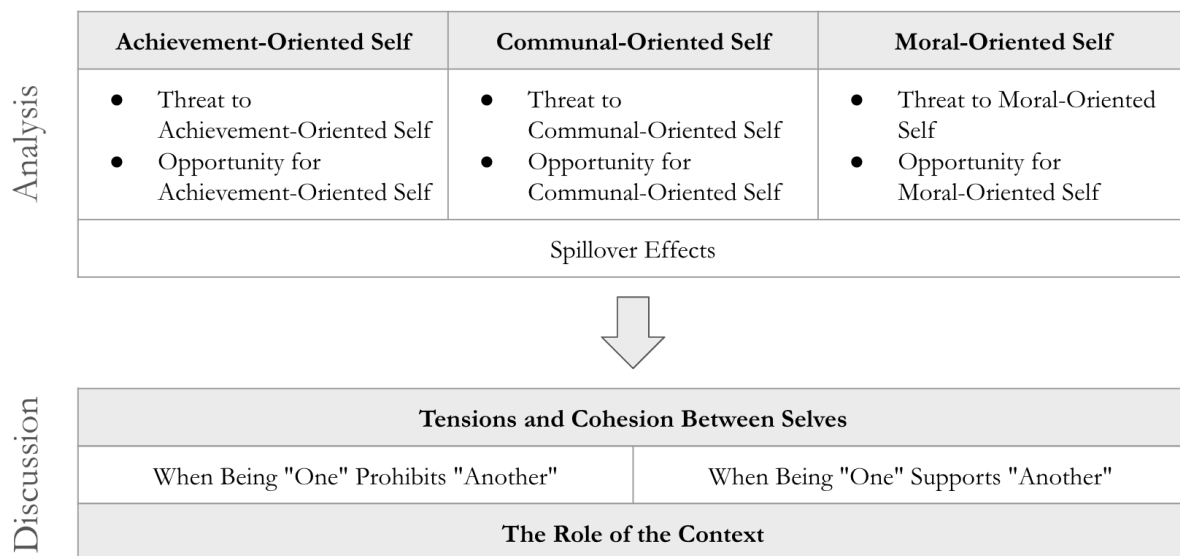 Analysis
Achievement-Oriented Self
Communal-Oriented Self
Moral-Oriented Self
● Threat to
Achievement-Oriented Self
● Opportunity for
Achievement-Oriented Self
● Threat to
Communal-Oriented Self
● Opportunity for
Communal-Oriented Self
● Threat to Moral-Oriented
Self
● Opportunity for
Moral-Oriented Self
Spillover Effects
Discussion
Tensions and Cohesion Between Selves
When Being "One" Prohibits "Another"
When Being "One" Supports "Another"
The Role of the Context